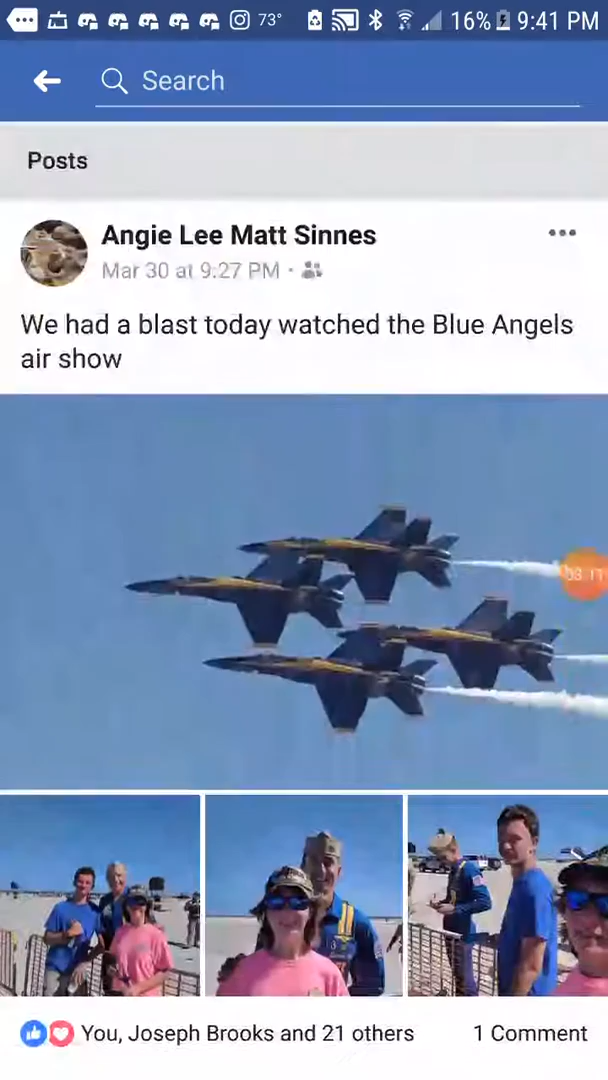 73° 16% 9:41 PM
Search
Posts
Angie Lee Matt Sinnes
Mar 30 at 9:27 PM ·
We had a blast today watched the Blue Angels
air show
You, Joseph Brooks and 21 others 1 Comment